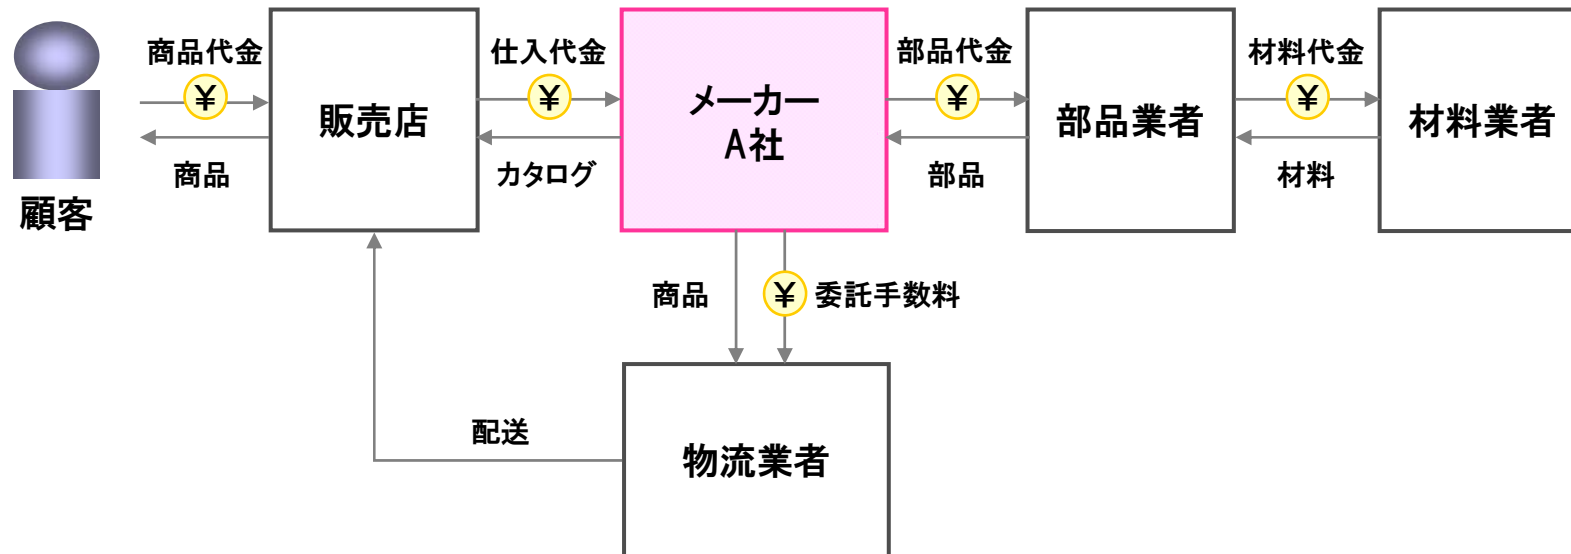 商品代金
仕入代金
部品代金
材料代金
¥
¥
¥
¥
販売店
メーカー
A社
部品業者
材料業者
商品
カタログ
部品
材料
顧客
商品
¥
委託手数料
配送
物流業者